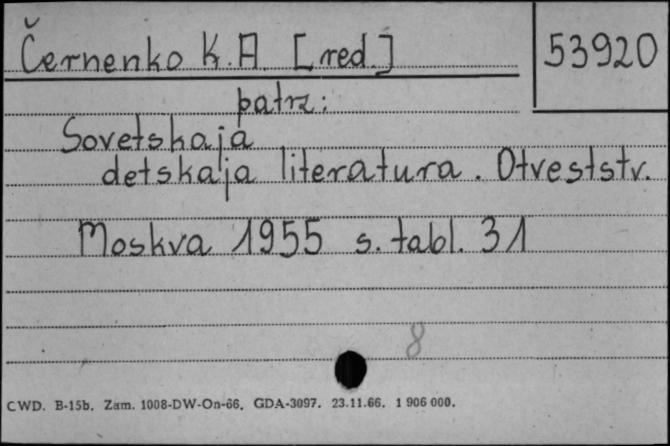 Černenko K.A. [red.] 53920
patrz:
Sovetskaja
detskaja literatura. Otveststv.
Moskva 1955 s. tabl. 31
8
CWD. B-15b. Zam. 1008-DW-On-66. GDA-3097. 23.11.66. 1 906 000.